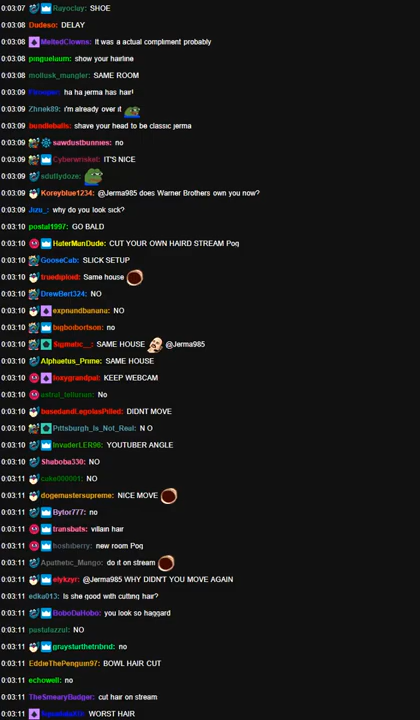 0:03:07 Rayoclay: SHOE
0:03:08 Dudeso: DELAY
0:03:08 MeltedClowns: It was a actual compliment probably
0:03:08 pinguelaum: show your hairline
0:03:08 mollusk_mangler: SAME ROOM
0:03:09 ha ha jerma has hair!
0:03:09 Zhnek89: i'm already over it
0:03:09 bundleballs: shave your head to be classic jerma
0:03:09 sawdustbunnies: no
0:03:09 Cyberwrisket: IT'S NICE
0:03:09 sdullydoze:
0:03:09 Koreyblue1234: @Jerma985 does Warner Brothers own you now?
0:03:09 Jszu_: why do you look sick?
0:03:10 postal1997: GO BALD
0:03:10 HaterManDude: CUT YOUR OWN HAIRD STREAM Pog
0:03:10 GooseCab: SLICK SETUP
0:03:10 truediploid: Same house
0:03:10 DrewBert324: NO
0:03:10 expnandbanana: NO
0:03:10 bigboibortson: no
0:03:10 Sigmatic__: SAME HOUSE @Jerma985
0:03:10 Alphaetus_Prime: SAME HOUSE
0:03:10 foxygrandpal: KEEP WEBCAM
0:03:10 No
0:03:10 basedandLegolasPilled: DIDNT MOVE
0:03:10 Pittsburgh_Is_Not_Real: N O
0:03:10 InvaderLER96: YOUTUBER ANGLE
0:03:10 Shaboba330: NO
0:03:11 cuke000001: NO
0:03:11 dogemastersupreme: NICE MOVE
0:03:11 Bylor777: no
0:03:11 transbats: villain hair
0:03:11 hoshiberry: new room Pog
0:03:11 Apathetic_Mango: do it on stream
0:03:11 elykzyr: @Jerma985 WHY DIDN'T YOU MOVE AGAIN
0:03:11 edka013: Is she good with cutting hair?
0:03:11 BoboDaHobo: you look so haggard
0:03:11 pastafazzul: NO
0:03:11 graystarthetribrid: no
0:03:11 EddieThePenguin97: BOWL HAIR CUT
0:03:11 echowell: no
0:03:11 TheSmearyBadger: cut hair on stream
0:03:11 WORST HAIR